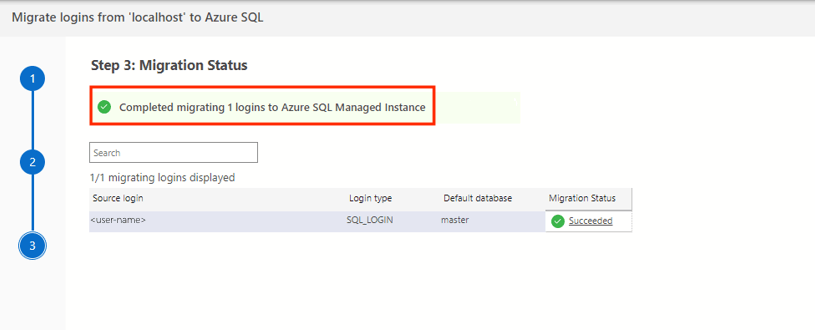 Migrate logins from 'localhost' to Azure SQL
1
Step 3: Migration Status
Completed migrating 1 logins to Azure SQL Managed Instance
Search
2
1/1 migrating logins displayed
Source login Login type Default database Migration Status
<user-name> SQL_LOGIN master Succeeded
3